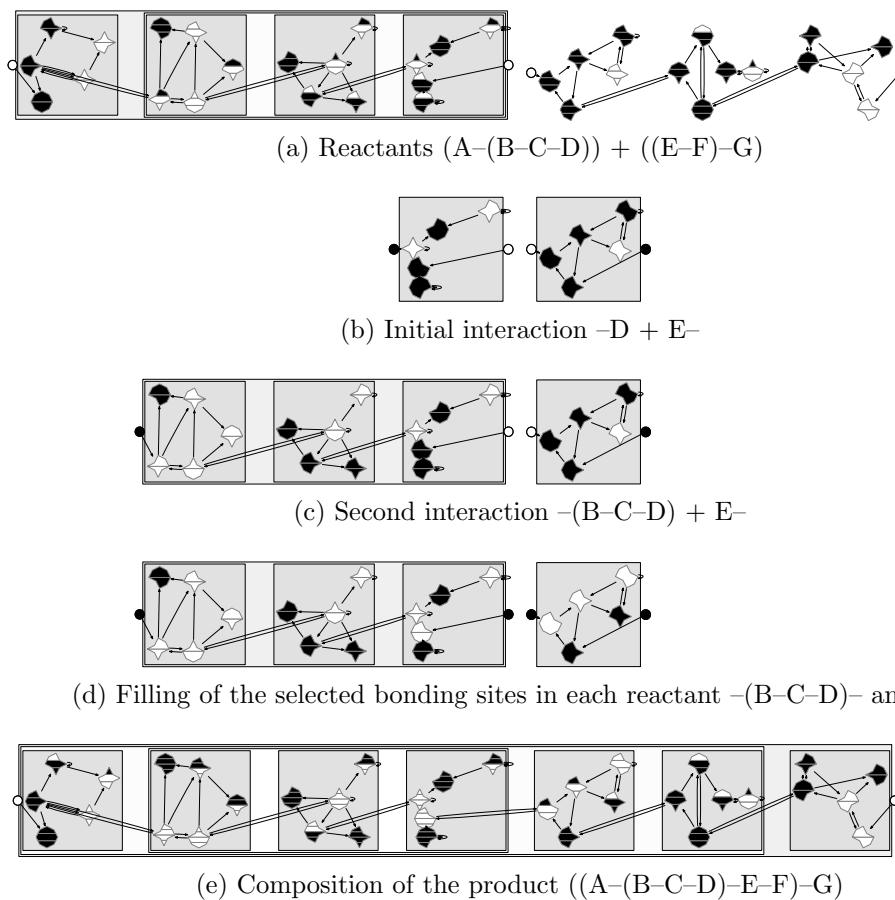 (a) Reactants (A–(B–C–D)) + ((E–F)–G)
(b) Initial interaction –D + E–
(c) Second interaction –(B–C–D) + E–
(d) Filling of the selected bonding sites in each reactant –(B–C–D)– an
(e) Composition of the product ((A–(B–C–D)–E–F)–G)